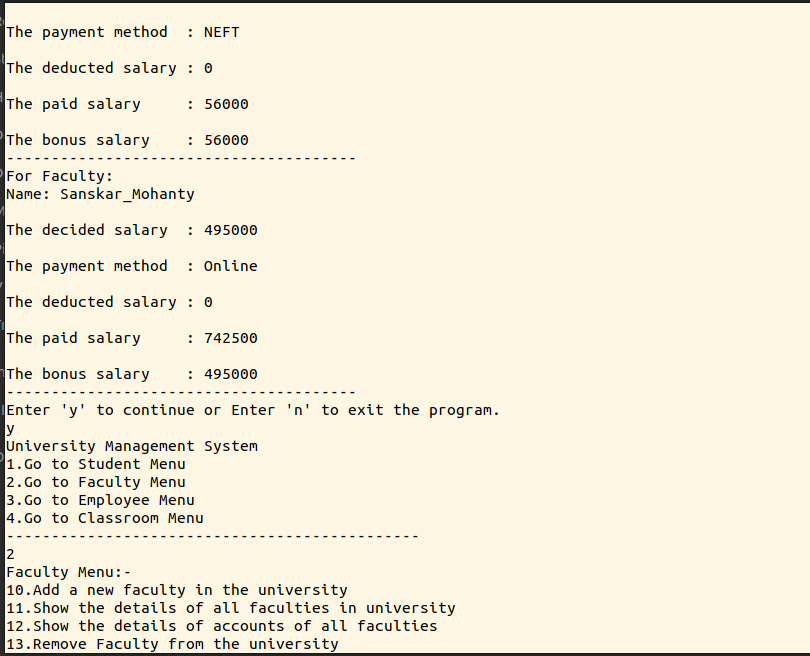 The payment method  : NEFT
The deducted salary : 0
The paid salary     : 56000
The bonus salary    : 56000
---------------------------------------
For Faculty:
Name: Sanskar_Mohanty
The decided salary  : 495000
The payment method  : Online
The deducted salary : 0
The paid salary     : 742500
The bonus salary    : 495000
---------------------------------------
Enter 'y' to continue or Enter 'n' to exit the program.
y
University Management System
1.Go to Student Menu
2.Go to Faculty Menu
3.Go to Employee Menu
4.Go to Classroom Menu
----------------------------------------------
2
Faculty Menu:-
10.Add a new faculty in the university
11.Show the details of all faculties in university
12.Show the details of accounts of all faculties
13.Remove Faculty from the university